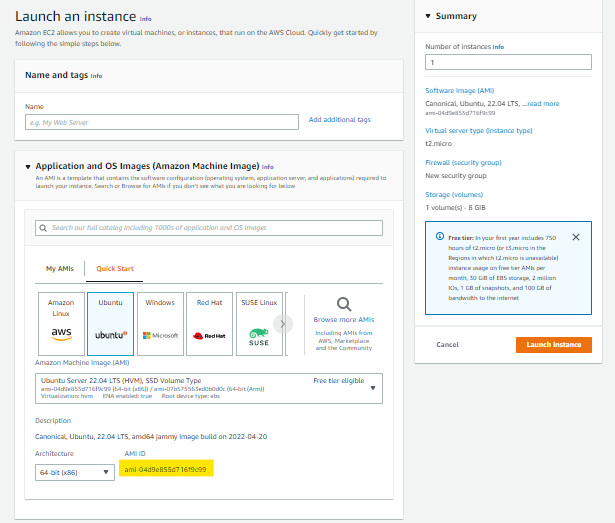 Launch an instance Info
Amazon EC2 allows you to create virtual machines, or instances, that run on the AWS Cloud. Quickly get started by
following the simple steps below.
Name and tags Info
Name
e.g. My Web Server
Add additional tags
Application and OS Images (Amazon Machine Image) Info
An AMI is a template that contains the software configuration (operating system, application server, and applications) required to
launch your instance. Search or Browse for AMIs if you don't see what you are looking for below
Search our full catalog including 1000s of application and OS images
My AMIs
Quick Start
Amazon
Linux
aws
Ubuntu
ubuntu
Windows
Microsoft
Red Hat
Red Hat
SUSE Linux
SUSE
Browse more AMIs
Including AMIs from
AWS, Marketplace
and the Community
Amazon Machine Image (AMI)
Ubuntu Server 22.04 LTS (HVM), SSD Volume Type
Free tier eligible
ami-04d9e855d716f9c99 (64-bit (x86)) / ami-07b575563ed0b0d0c (64-bit (Arm))
Virtualization: hvm ENA enabled: true Root device type: ebs
Description
Canonical, Ubuntu, 22.04 LTS, amd64 jammy image build on 2022-04-20
Architecture
AMI ID
64-bit (x86)
ami-04d9e855d716f9c99
Summary
Number of instances Info
1
Software Image (AMI)
Canonical, Ubuntu, 22.04 LTS, ...read more
ami-04d9e855d716f9c99
Virtual server type (instance type)
t2.micro
Firewall (security group)
New security group
Storage (volumes)
1 volume(s) - 8 GiB
Free tier: In your first year includes 750
hours of t2.micro (or t3.micro in the
Regions in which t2.micro is unavailable)
instance usage on free tier AMIs per
month, 30 GiB of EBS storage, 2 million
IOs, 1 GB of snapshots, and 100 GB of
bandwidth to the internet
Cancel
Launch instance